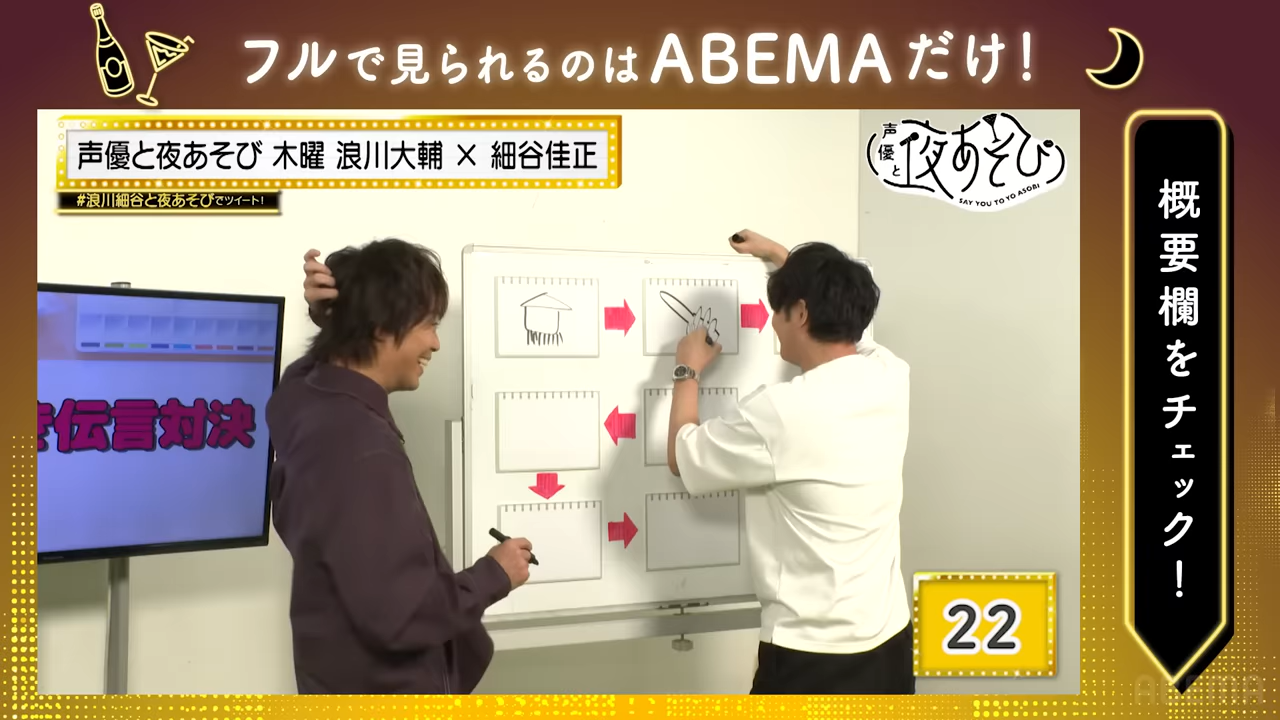 フルで見られるのはABEMAだけ!
声優と夜あそび 木曜 浪川大輔 × 細谷佳正
#浪川細谷と夜あそびでツイート!
声優と夜あそび
SAY YOU TO YO ASOBI
伝言対決
22
概要欄をチェック!
ABEMA